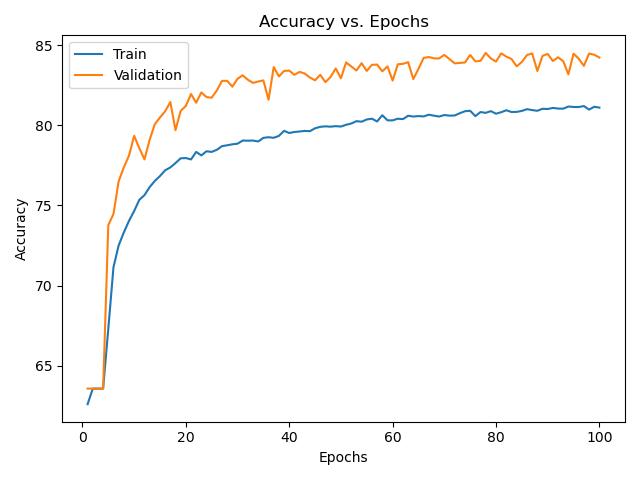 Accuracy vs. Epochs
Train
Validation
85
80
75
70
65
Accuracy
0 20 40 60 80 100
Epochs